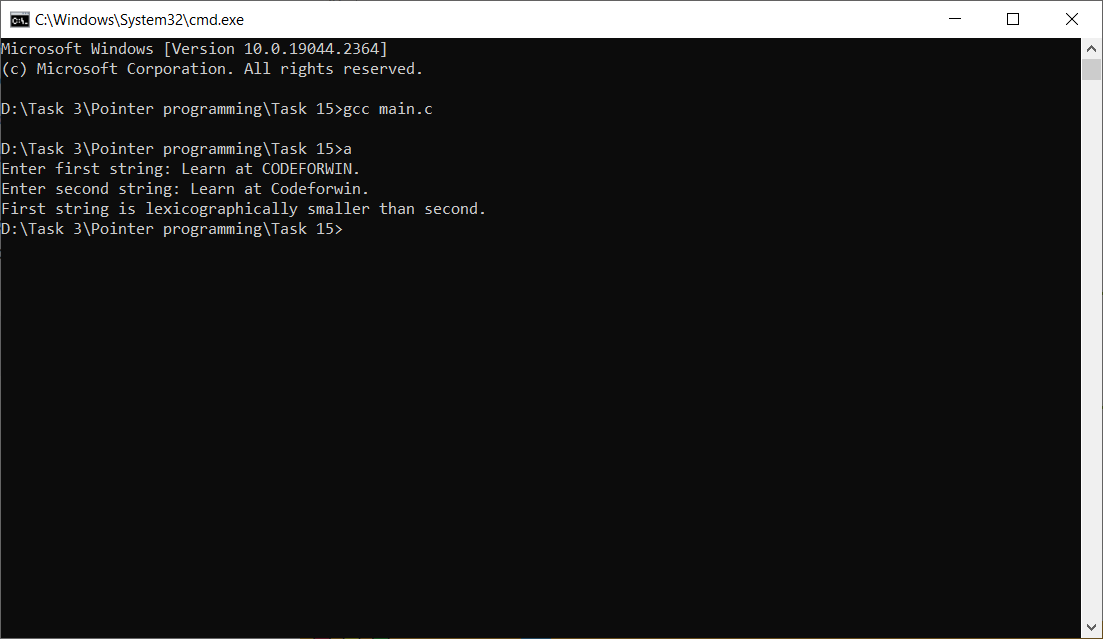 C:\Windows\System32\cmd.exe
Microsoft Windows [Version 10.0.19044.2364]
(c) Microsoft Corporation. All rights reserved.
D:\Task 3\Pointer programming\Task 15>gcc main.c
D:\Task 3\Pointer programming\Task 15>a
Enter first string: Learn at CODEFORWIN.
Enter second string: Learn at Codeforwin.
First string is lexicographically smaller than second.
D:\Task 3\Pointer programming\Task 15>